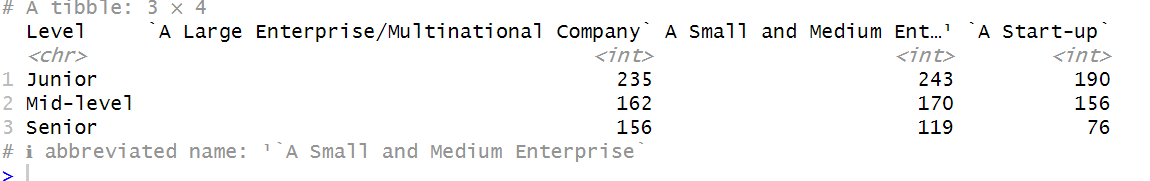 # A tibble: 3 × 4
Level `A Large Enterprise/Multinational Company` A Small and Medium Ent…¹ `A Start-up`
<chr> <int> <int> <int>
1 Junior 235 243 190
2 Mid-level 162 170 156
3 Senior 156 119 76
# ℹ abbreviated name: ¹`A Small and Medium Enterprise`
>